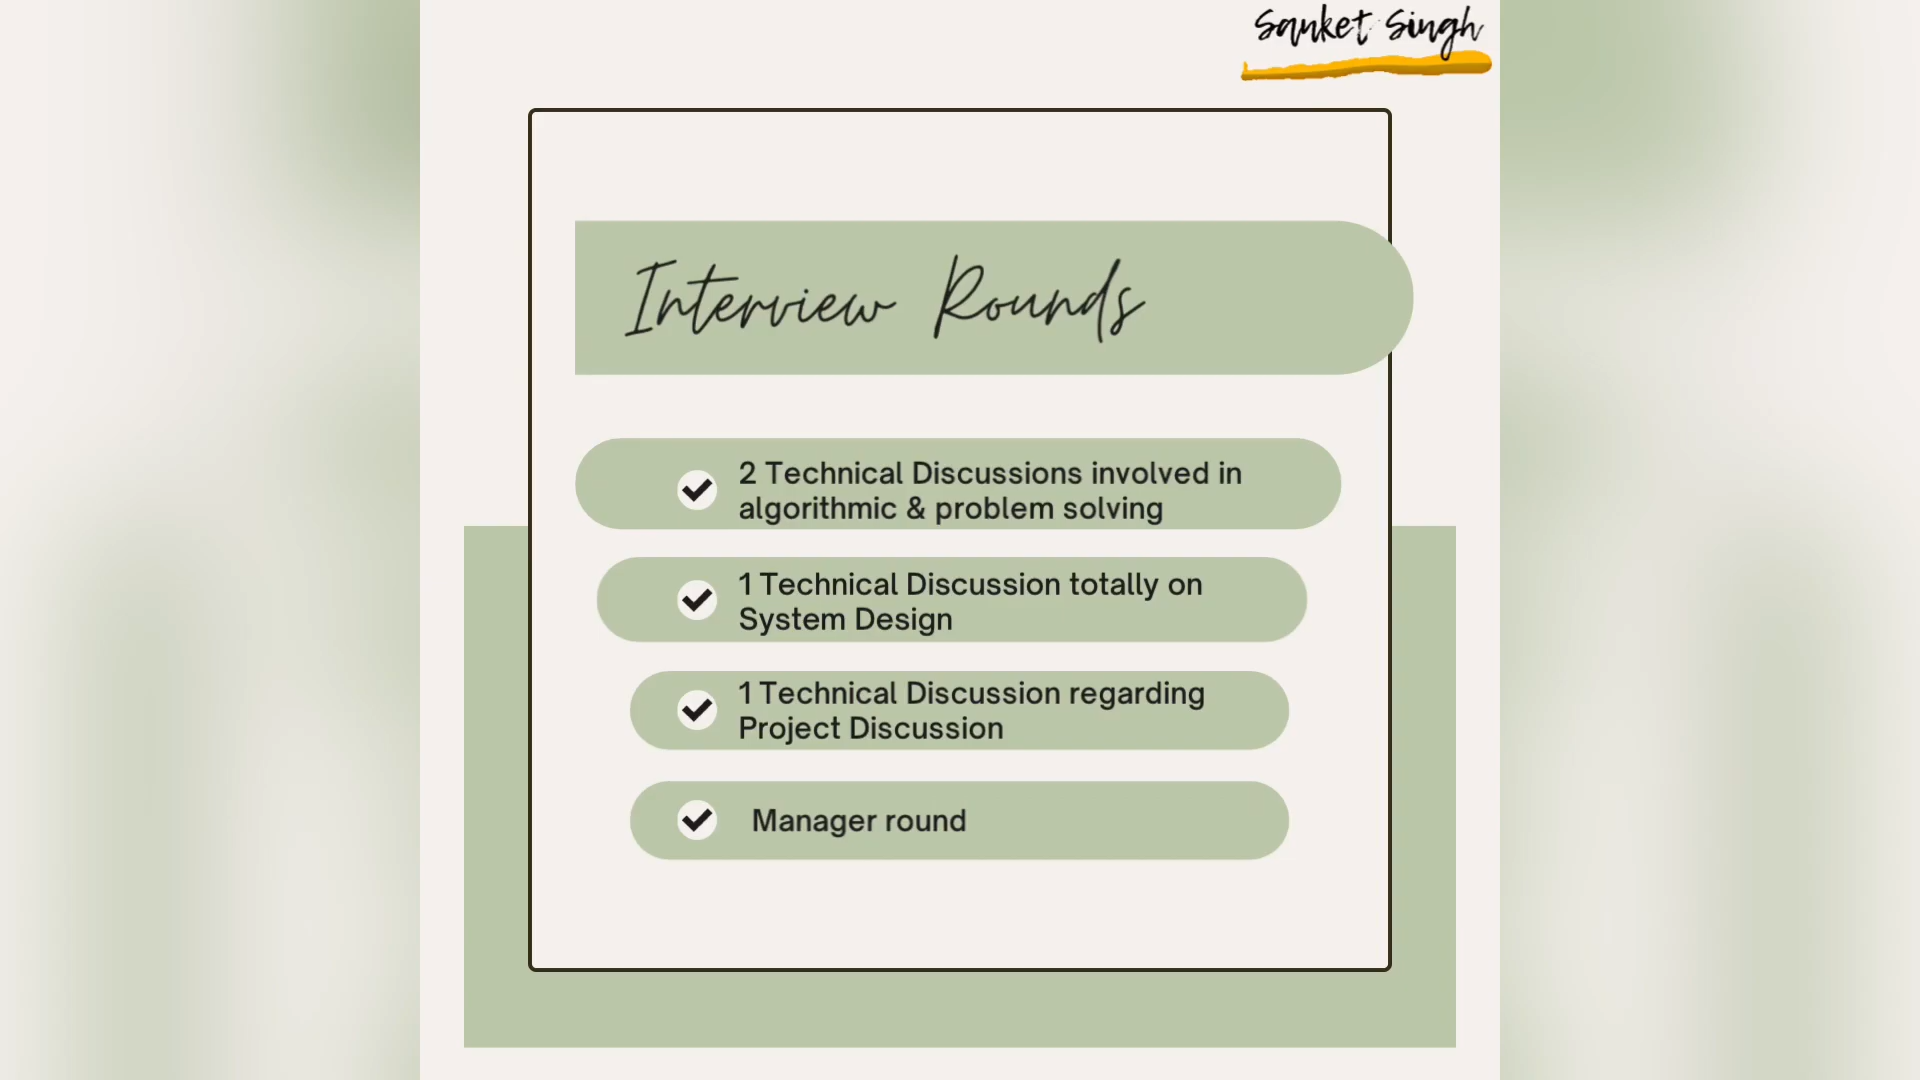 Sanket Singh
Interview Rounds
2 Technical Discussions involved in
algorithmic & problem solving
1 Technical Discussion totally on
System Design
1 Technical Discussion regarding
Project Discussion
Manager round